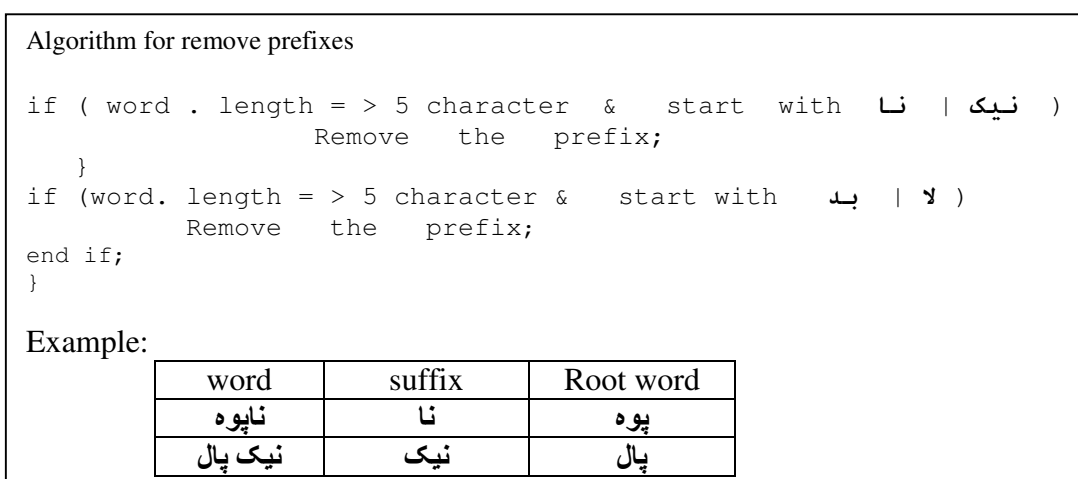 Algorithm for remove prefixes
if ( word . length = > 5 character & start with نا | نیک )
Remove the prefix;
}
if (word. length = > 5 character & start with بد | لا )
Remove the prefix;
end if;
}
Example:
word suffix Root word
ناپوه نا پوه
نیک پال نیک پال